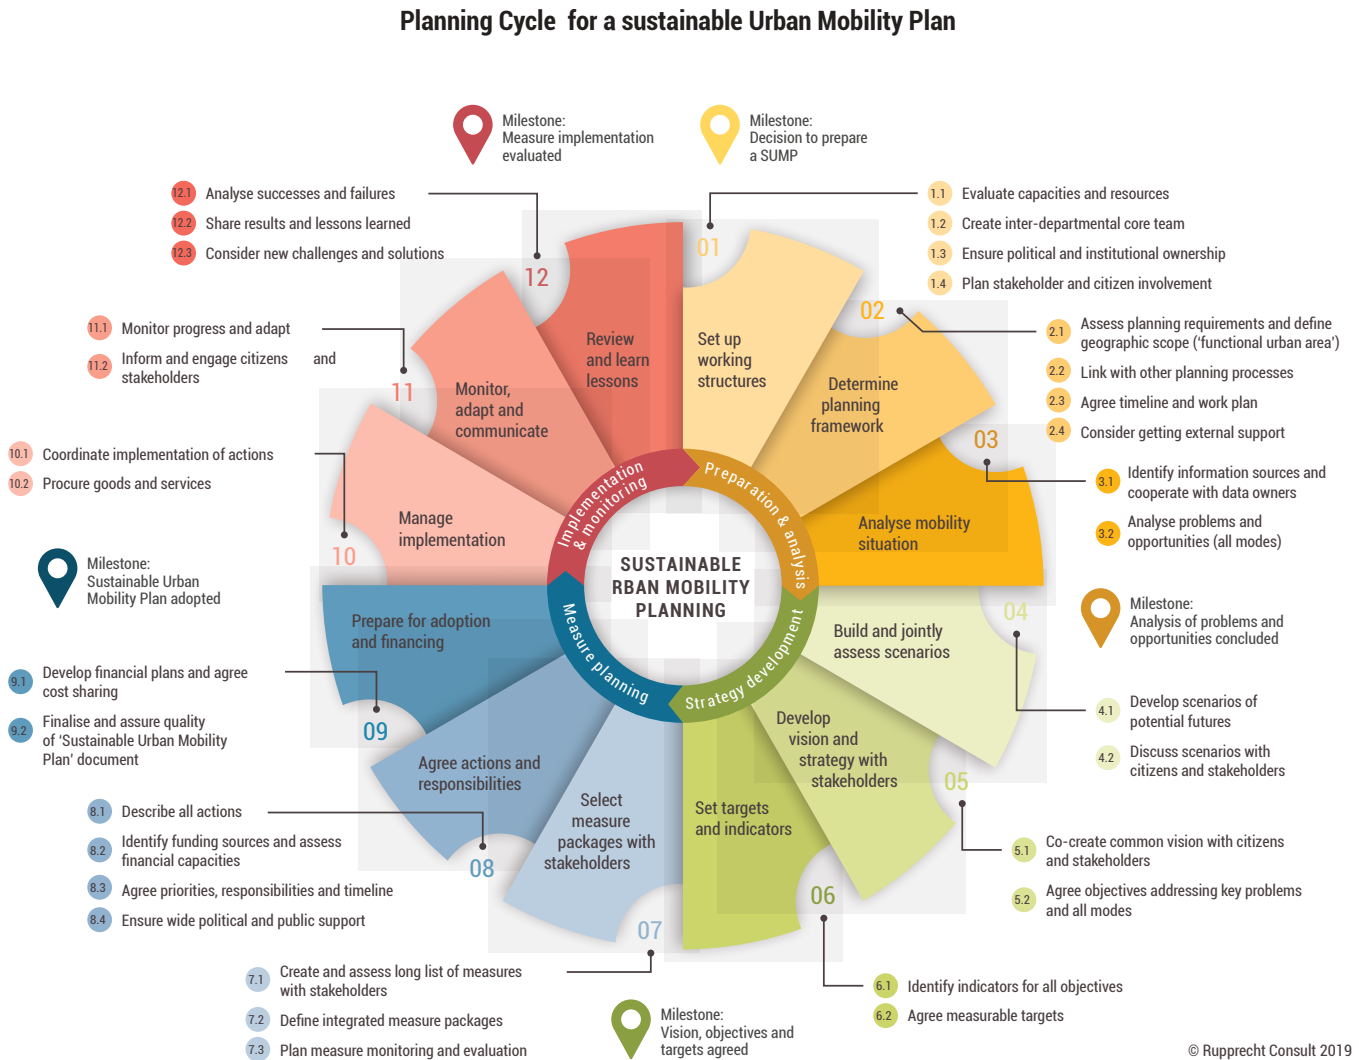 Planning Cycle for a sustainable Urban Mobility Plan
Milestone:
Measure implementation
evaluated
Milestone:
Decision to prepare
a SUMP
12.1 Analyse successes and failures
12.2 Share results and lessons learned
12.3 Consider new challenges and solutions
1.1 Evaluate capacities and resources
1.2 Create inter-departmental core team
1.3 Ensure political and institutional ownership
1.4 Plan stakeholder and citizen involvement
11.1 Monitor progress and adapt
11.2 Inform and engage citizens and
stakeholders
2.1 Assess planning requirements and define
geographic scope (‘functional urban area’)
2.2 Link with other planning processes
2.3 Agree timeline and work plan
2.4 Consider getting external support
10.1 Coordinate implementation of actions
10.2 Procure goods and services
3.1 Identify information sources and
cooperate with data owners
3.2 Analyse problems and
opportunities (all modes)
Milestone:
Sustainable Urban
Mobility Plan adopted
Milestone:
Analysis of problems and
opportunities concluded
01
Set up
working
structures
02
Determine
planning
framework
03
Analyse mobility
situation
04
Build and jointly
assess scenarios
05
Develop
vision and
strategy with
stakeholders
06
Set targets
and indicators
07
Select
measure
packages with
stakeholders
08
Agree actions and
responsibilities
09
Prepare for adoption
and financing
10
Manage
implementation
11
Monitor,
adapt and
communicate
12
Review
and learn
lessons
Preparation & analysis
Strategy development
Measure planning
Implementation
& monitoring
SUSTAINABLE
RBAN MOBILITY
PLANNING
9.1 Develop financial plans and agree
cost sharing
9.2 Finalise and assure quality
of ‘Sustainable Urban Mobility
Plan’ document
4.1 Develop scenarios of
potential futures
4.2 Discuss scenarios with
citizens and stakeholders
8.1 Describe all actions
8.2 Identify funding sources and assess
financial capacities
8.3 Agree priorities, responsibilities and timeline
8.4 Ensure wide political and public support
5.1 Co-create common vision with citizens
and stakeholders
5.2 Agree objectives addressing key problems
and all modes
7.1 Create and assess long list of measures
with stakeholders
7.2 Define integrated measure packages
7.3 Plan measure monitoring and evaluation
Milestone:
Vision, objectives and
targets agreed
6.1 Identify indicators for all objectives
6.2 Agree measurable targets
© Rupprecht Consult 2019